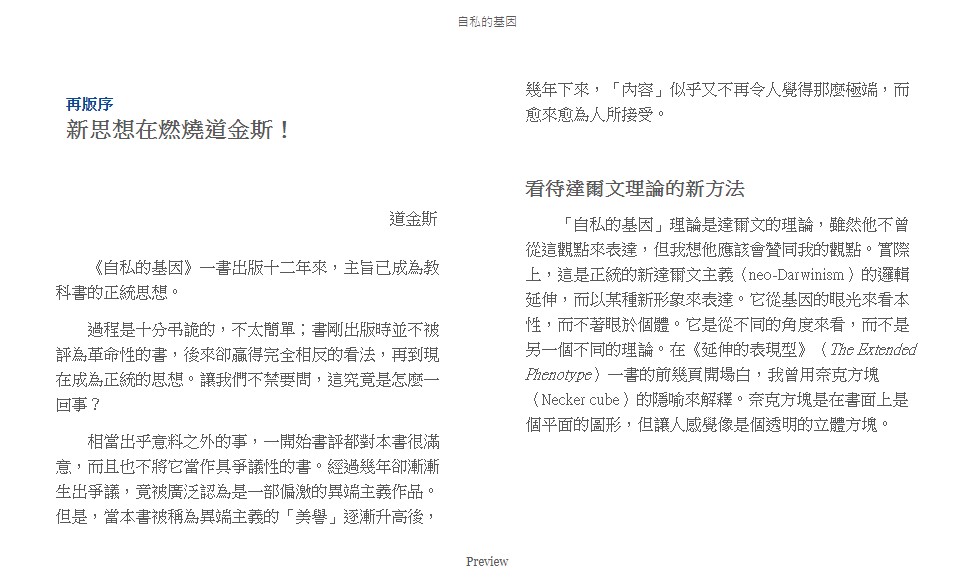 自私的基因
再版序
新思想在燃燒道金斯！
道金斯
《自私的基因》一書出版十二年來，主旨已成為教
科書的正統思想。
過程是十分弔詭的，不太簡單；書剛出版時並不被
評為革命性的書，後來卻贏得完全相反的看法，再到現
在成為正統的思想。讓我們不禁要問，這究竟是怎麼一
回事？
相當出乎意料之外的事，一開始書評都對本書很滿
意，而且也不將它當作具爭議性的書。經過幾年卻漸漸
生出爭議，竟被廣泛認為是一部偏激的異端主義作品。
但是，當本書被稱為異端主義的「美譽」逐漸升高後，
幾年下來，「內容」似乎又不再令人覺得那麼極端，而
愈來愈為人所接受。
看待達爾文理論的新方法
「自私的基因」理論是達爾文的理論，雖然他不曾
從這觀點來表達，但我想他應該會贊同我的觀點。實際
上，這是正統的新達爾文主義（neo-Darwinism）的邏輯
延伸，而以某種新形象來表達。它從基因的眼光來看本
性，而不著眼於個體。它是從不同的角度來看，而不是
另一個不同的理論。在《延伸的表現型》（The Extended
Phenotype）一書的前幾頁開場白，我曾用奈克方塊
（Necker cube）的隱喻來解釋。奈克方塊是在書面上是
個平面的圖形，但讓人感覺像是個透明的立體方塊。
Preview